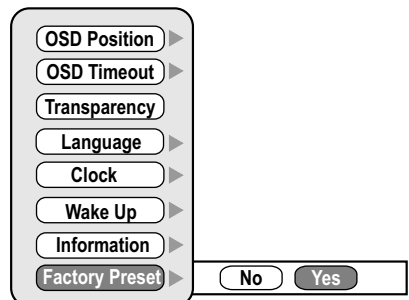 OSD Position
OSD Timeout
Transparency
Language
Clock
Wake Up
Information
Factory Preset No Yes